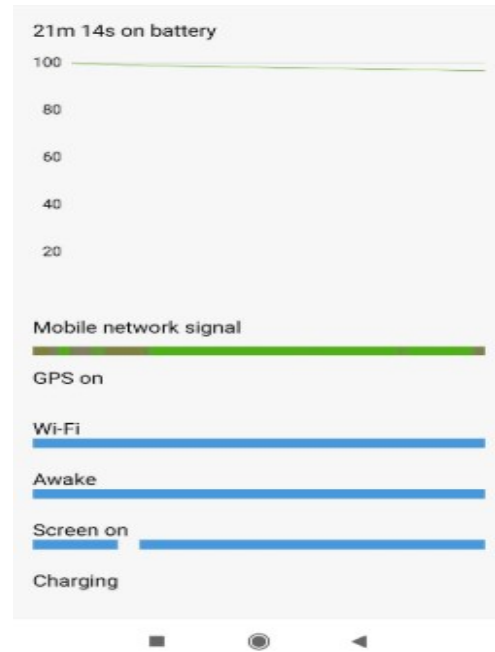 21m 14s on battery
100
80
60
40
20
Mobile network signal
GPS on
Wi-Fi
Awake
Screen on
Charging